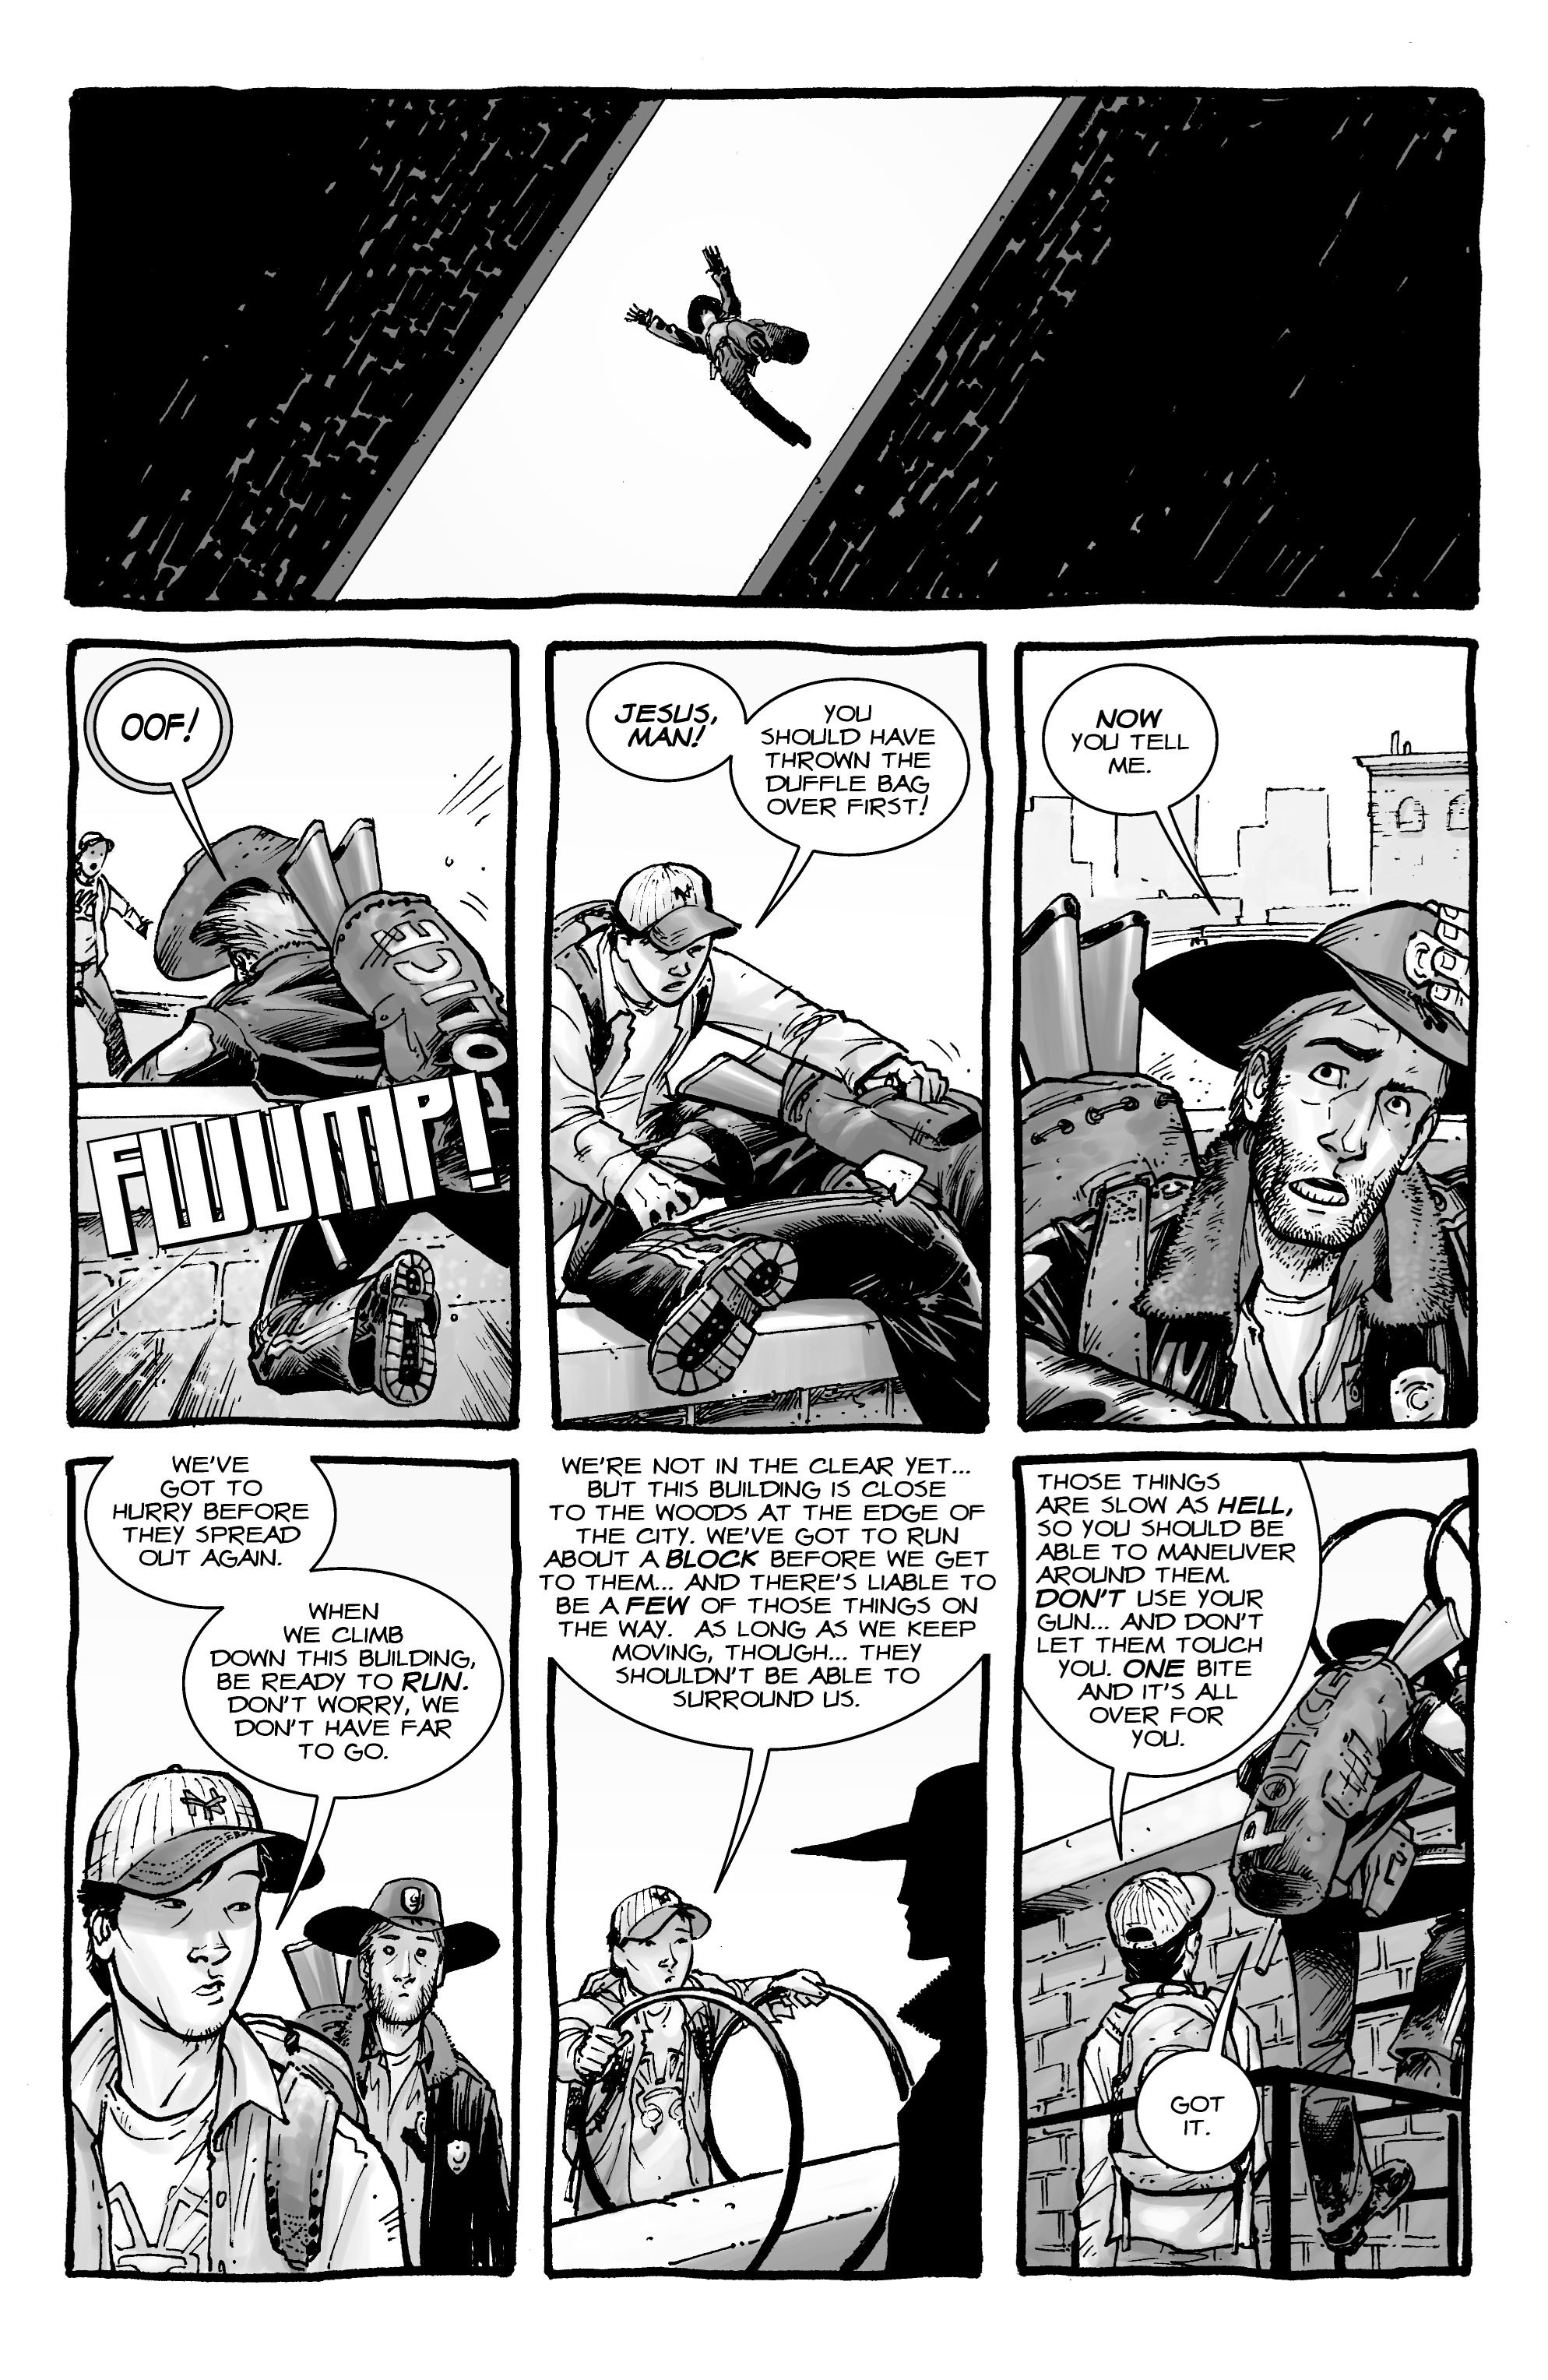 OOF!
POLICE
FWUMP!
JESUS,
MAN!
YOU
SHOULD HAVE
THROWN THE
DUFFLE BAG
OVER FIRST!
NY
NOW
YOU TELL
ME.
WE'VE
GOT TO
HURRY BEFORE
THEY SPREAD
OUT AGAIN.
WHEN
WE CLIMB
DOWN THIS BUILDING,
BE READY TO RUN.
DON'T WORRY, WE
DON'T HAVE FAR
TO GO.
NY
WE'RE NOT IN THE CLEAR YET...
BUT THIS BUILDING IS CLOSE
TO THE WOODS AT THE EDGE OF
THE CITY. WE'VE GOT TO RUN
ABOUT A BLOCK BEFORE WE GET
TO THEM... AND THERE'S LIABLE TO
BE A FEW OF THOSE THINGS ON
THE WAY. AS LONG AS WE KEEP
MOVING, THOUGH... THEY
SHOULDN'T BE ABLE TO
SURROUND US.
THOSE THINGS
ARE SLOW AS HELL,
SO YOU SHOULD BE
ABLE TO MANEUVER
AROUND THEM.
DON'T USE YOUR
GUN... AND DON'T
LET THEM TOUCH
YOU. ONE BITE
AND IT'S ALL
OVER FOR
YOU.
POLICE
GOT
IT.